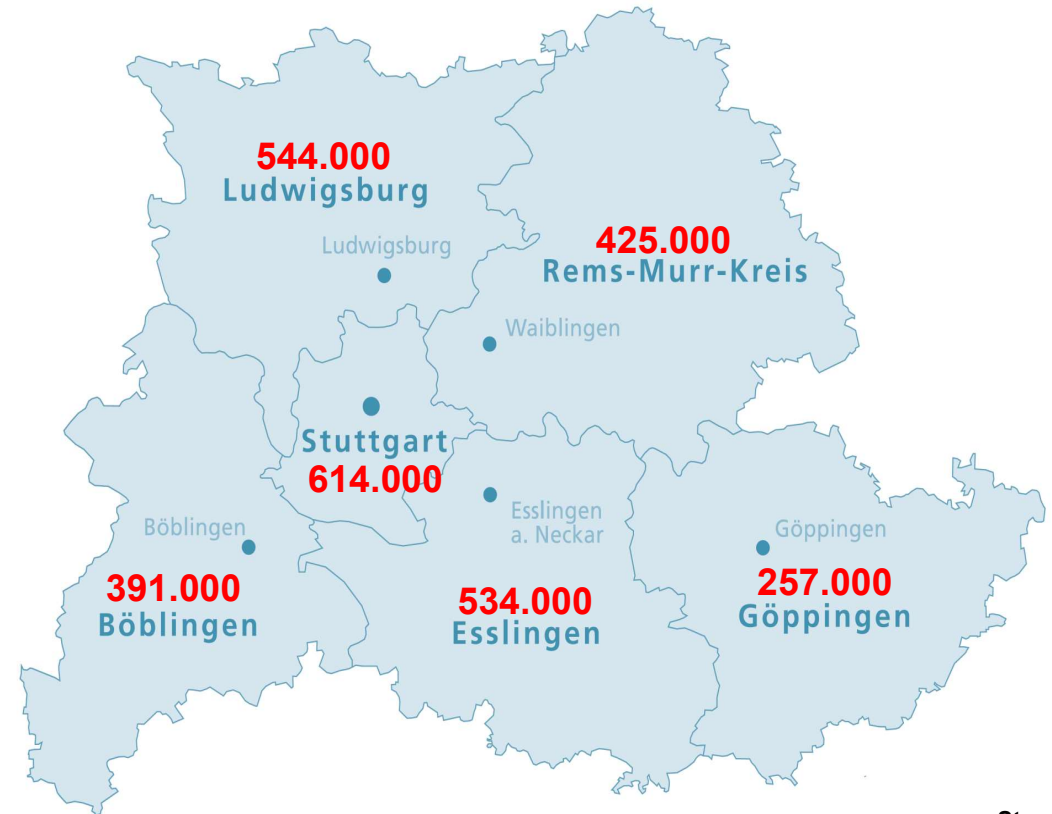 544.000
Ludwigsburg
Ludwigsburg
425.000
Rems-Murr-Kreis
Waiblingen
Stuttgart
614.000
Esslingen
a. Neckar
Böblingen
Göppingen
391.000
Böblingen
534.000
Esslingen
257.000
Göppingen